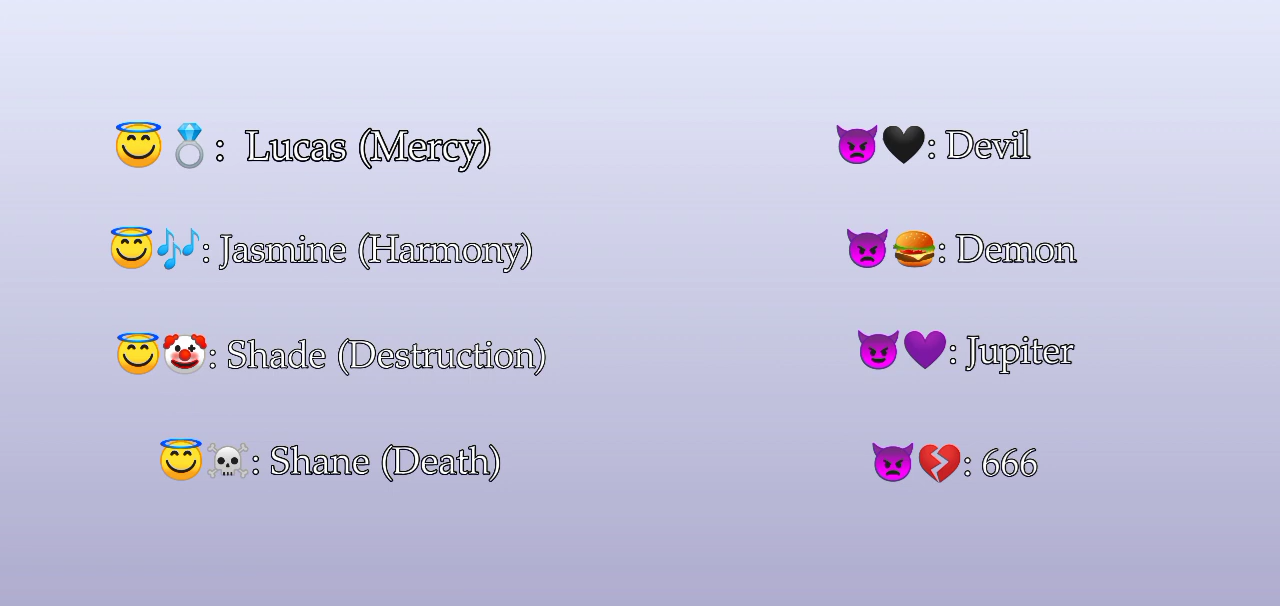 😇💍: Lucas (Mercy)
😇🎶: Jasmine (Harmony)
😇🤡: Shade (Destruction)
😇☠️: Shane (Death)
👿🖤: Devil
👿🍔: Demon
😈💜: Jupiter
👿💔: 666